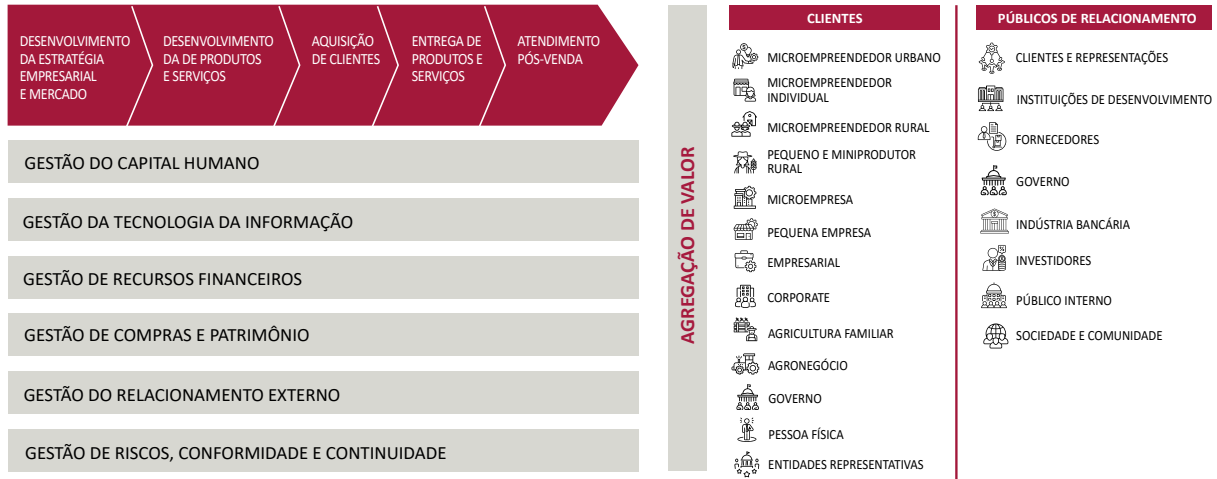 DESENVOLVIMENTO
DA ESTRATÉGIA
EMPRESARIAL
E MERCADO
DESENVOLVIMENTO
DA DE PRODUTOS
E SERVIÇOS
AQUISIÇÃO
DE CLIENTES
ENTREGA DE
PRODUTOS E
SERVIÇOS
ATENDIMENTO
PÓS-VENDA
GESTÃO DO CAPITAL HUMANO
GESTÃO DA TECNOLOGIA DA INFORMAÇÃO
GESTÃO DE RECURSOS FINANCEIROS
GESTÃO DE COMPRAS E PATRIMÔNIO
GESTÃO DO RELACIONAMENTO EXTERNO
GESTÃO DE RISCOS, CONFORMIDADE E CONTINUIDADE
AGREGAÇÃO DE VALOR
CLIENTES
MICROEMPREENDEDOR URBANO
MICROEMPREENDEDOR
INDIVIDUAL
MICROEMPREENDEDOR RURAL
PEQUENO E MINIPRODUTOR
RURAL
MICROEMPRESA
PEQUENA EMPRESA
EMPRESARIAL
CORPORATE
AGRICULTURA FAMILIAR
AGRONEGÓCIO
GOVERNO
PESSOA FÍSICA
ENTIDADES REPRESENTATIVAS
PÚBLICOS DE RELACIONAMENTO
CLIENTES E REPRESENTAÇÕES
INSTITUIÇÕES DE DESENVOLVIMENTO
FORNECEDORES
GOVERNO
INDÚSTRIA BANCÁRIA
INVESTIDORES
PÚBLICO INTERNO
SOCIEDADE E COMUNIDADE